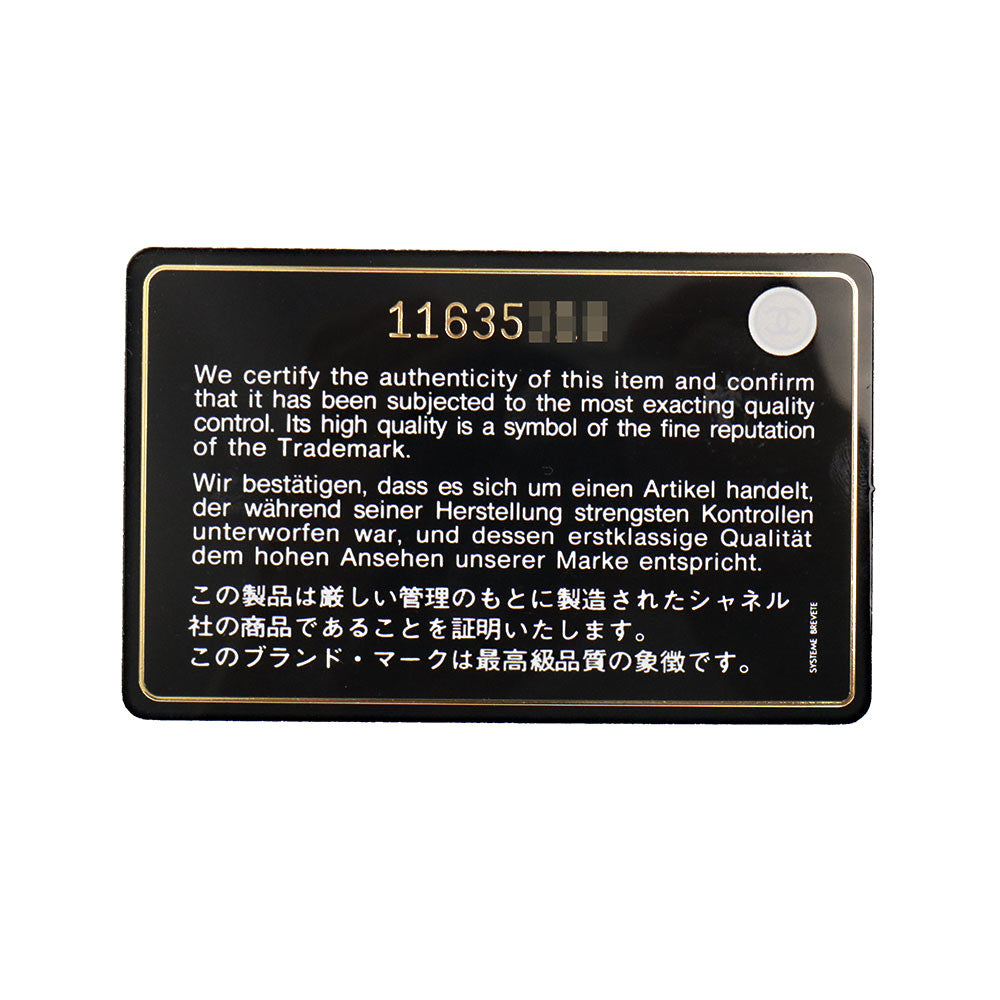 11635
We certify the authenticity of this item and confirm
that it has been subjected to the most exacting quality
control. Its high quality is a symbol of the fine reputation
of the Trademark.
Wir bestätigen, dass es sich um einen Artikel handelt,
der während seiner Herstellung strengsten Kontrollen
unterworfen war, und dessen erstklassige Qualität
dem hohen Ansehen unserer Marke entspricht.
この製品は厳しい管理のもとに製造されたシャネル
社の商品であることを証明いたします。
このブランド・マークは最高級品質の象徴です。
SYSTEME BREVETE